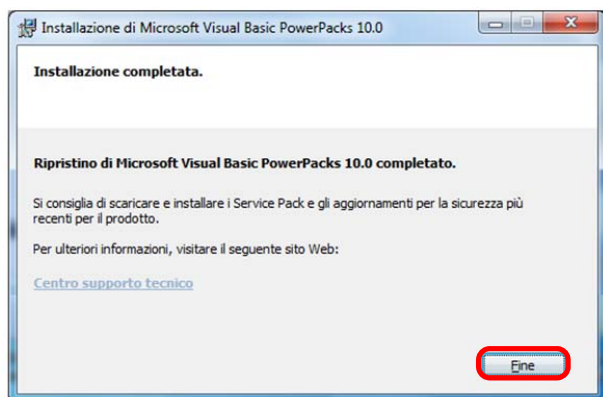 Installazione di Microsoft Visual Basic PowerPacks 10.0
Installazione completata.
Ripristino di Microsoft Visual Basic PowerPacks 10.0 completato.
Si consiglia di scaricare e installare i Service Pack e gli aggiornamenti per la sicurezza più
recenti per il prodotto.
Per ulteriori informazioni, visitare il seguente sito Web:
Centro supporto tecnico
Fine